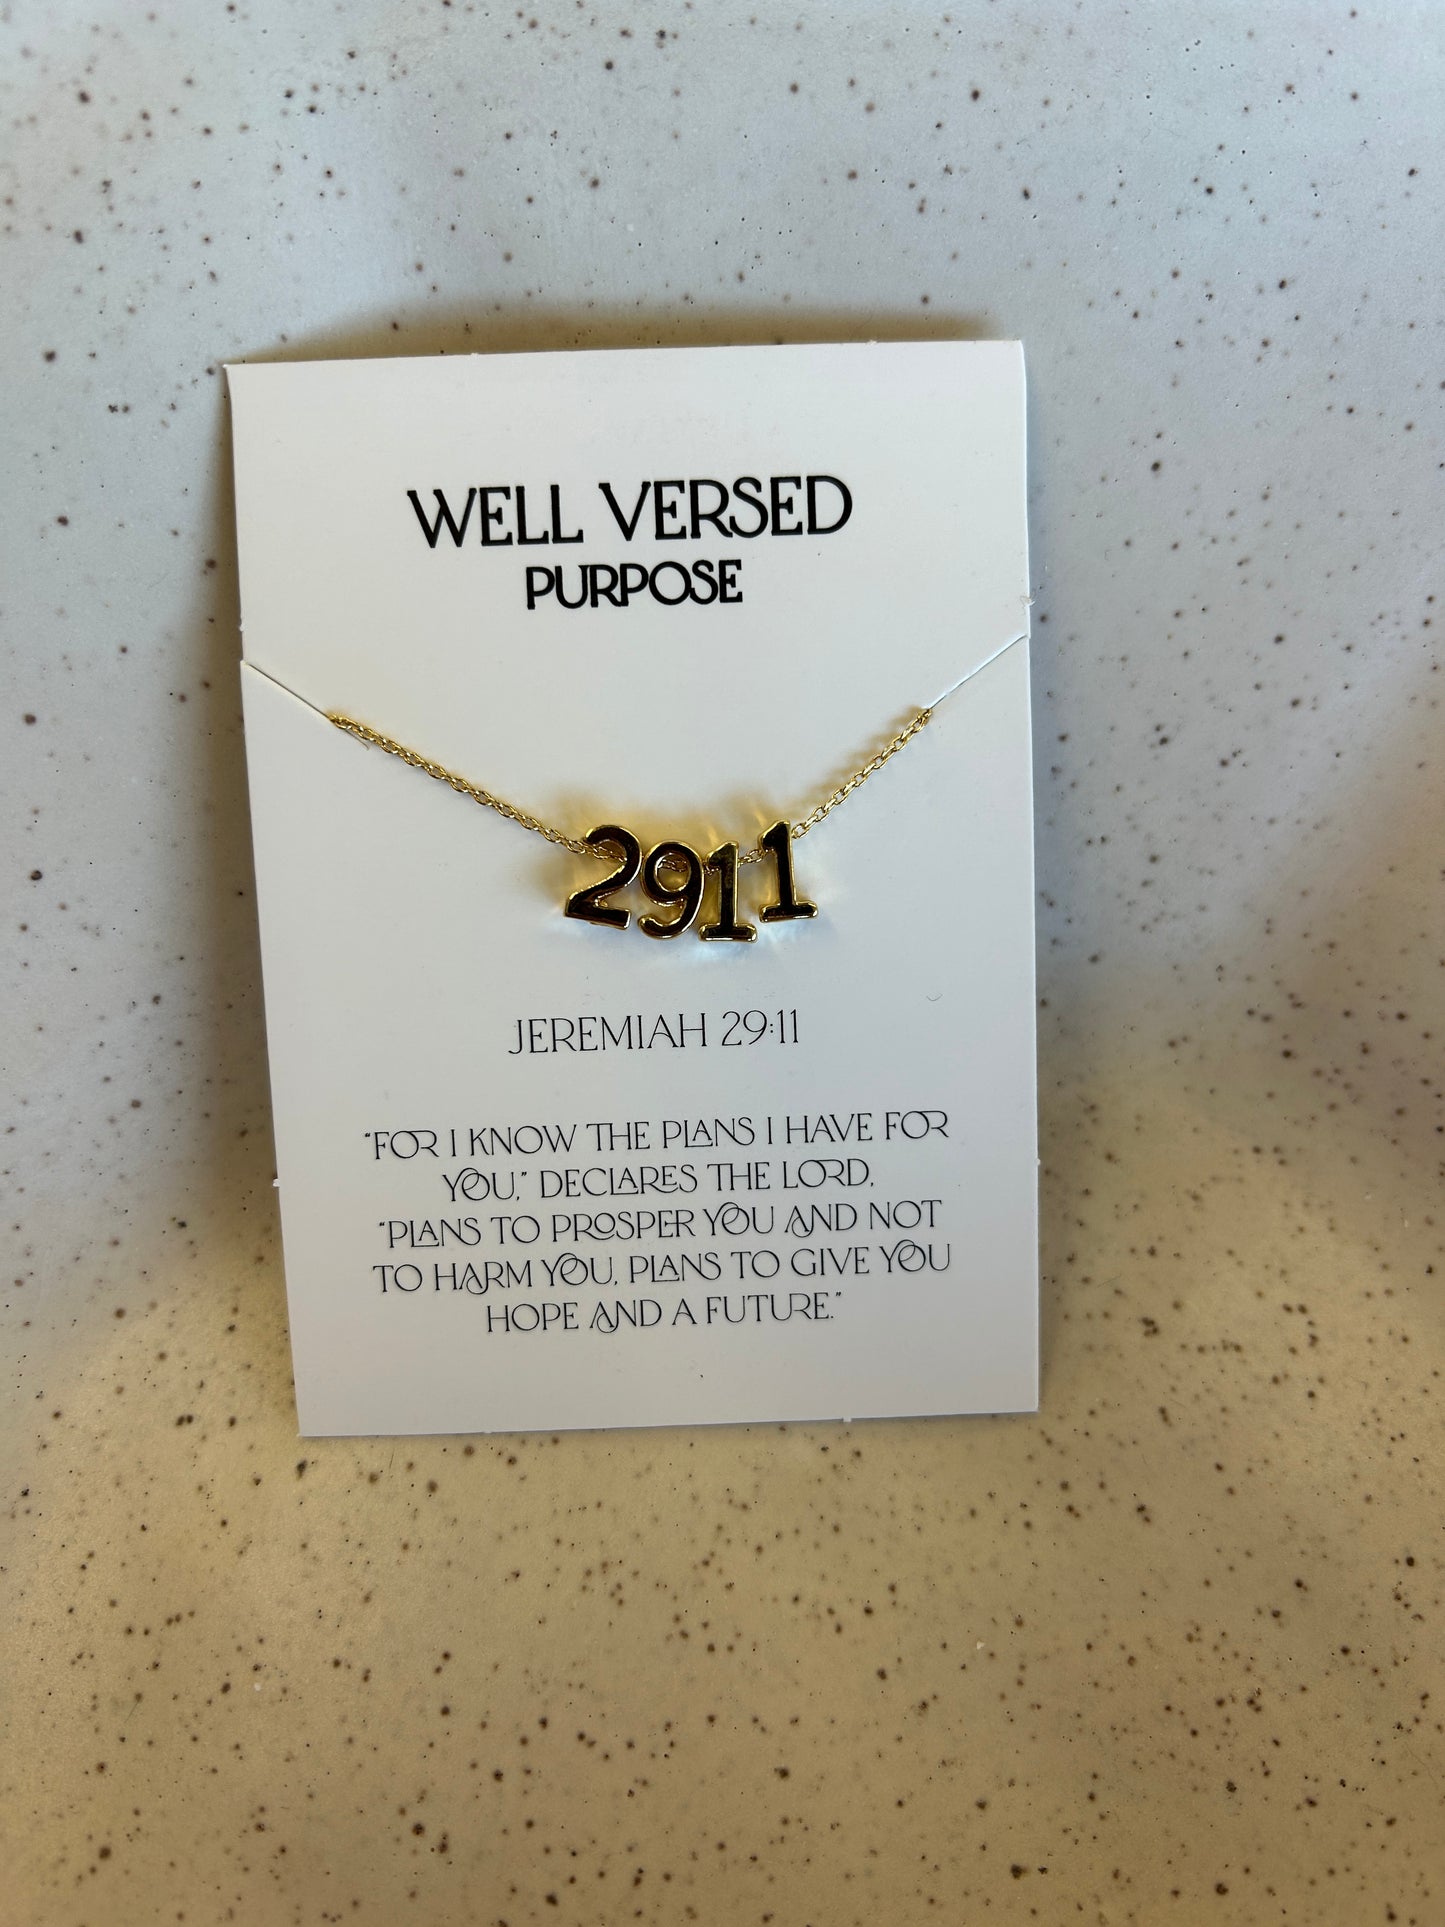 WELL VERSED
PURPOSE
2911
JEREMIAH 29:11
"FOR I KNOW THE PLANS I HAVE FOR
YOU," DECLARES THE LORD,
"PLANS TO PROSPER YOU AND NOT
TO HARM YOU, PLANS TO GIVE YOU
HOPE AND A FUTURE."